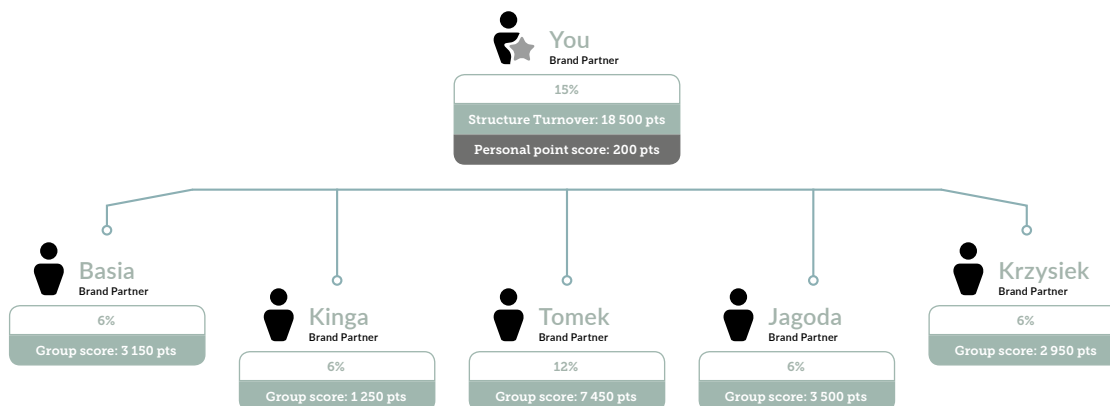 You
Brand Partner
15%
Structure Turnover: 18 500 pts
Personal point score: 200 pts
Basia
Brand Partner
6%
Group score: 3 150 pts
Kinga
Brand Partner
6%
Group score: 1 250 pts
Tomek
Brand Partner
12%
Group score: 7 450 pts
Jagoda
Brand Partner
6%
Group score: 3 500 pts
Krzysiek
Brand Partner
6%
Group score: 2 950 pts